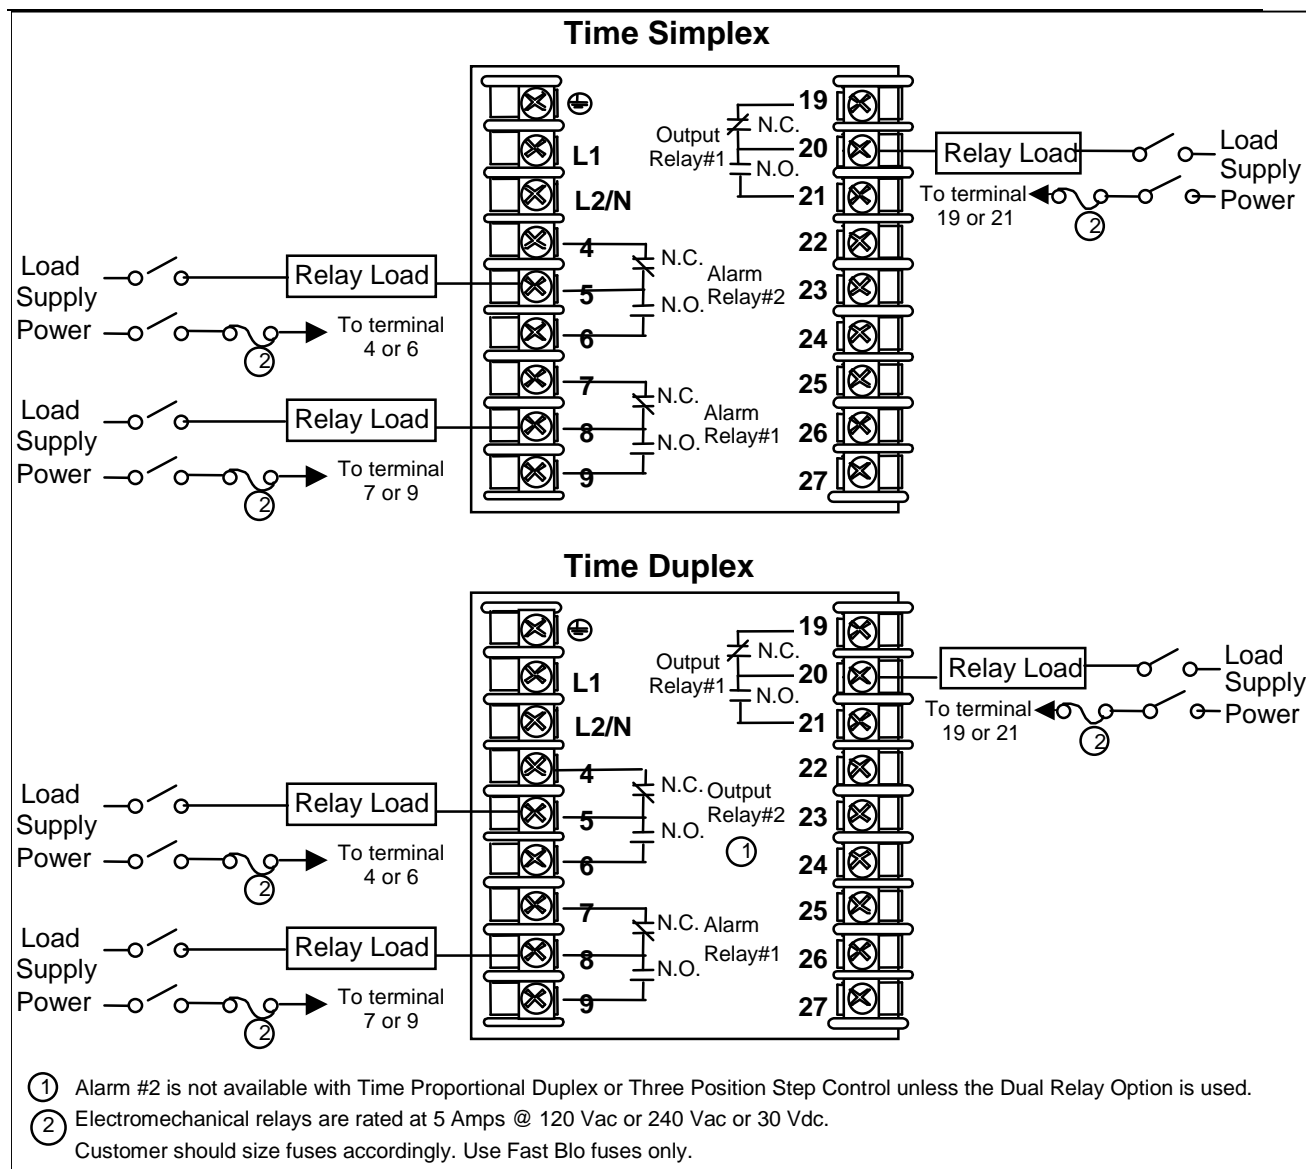 Time Simplex
L1
L2/N
4
5
6
7
8
9
N.C.
N.O.
Alarm
Relay#2
N.C.
N.O.
Alarm
Relay#1
Output
Relay#1
N.C.
N.O.
19
20
21
22
23
24
25
26
27
Load
Supply
Power
Relay Load
To terminal
4 or 6
2
Load
Supply
Power
Relay Load
To terminal
7 or 9
2
Relay Load
Load
Supply
Power
To terminal
19 or 21
2
Time Duplex
L1
L2/N
4
5
6
7
8
9
N.C.
N.O.
Output
Relay#2
1
N.C.
N.O.
Alarm
Relay#1
Output
Relay#1
N.C.
N.O.
19
20
21
22
23
24
25
26
27
Load
Supply
Power
Relay Load
To terminal
4 or 6
2
Load
Supply
Power
Relay Load
To terminal
7 or 9
2
Relay Load
Load
Supply
Power
To terminal
19 or 21
2
1 Alarm #2 is not available with Time Proportional Duplex or Three Position Step Control unless the Dual Relay Option is used.
2 Electromechanical relays are rated at 5 Amps @ 120 Vac or 240 Vac or 30 Vdc.
Customer should size fuses accordingly. Use Fast Blo fuses only.